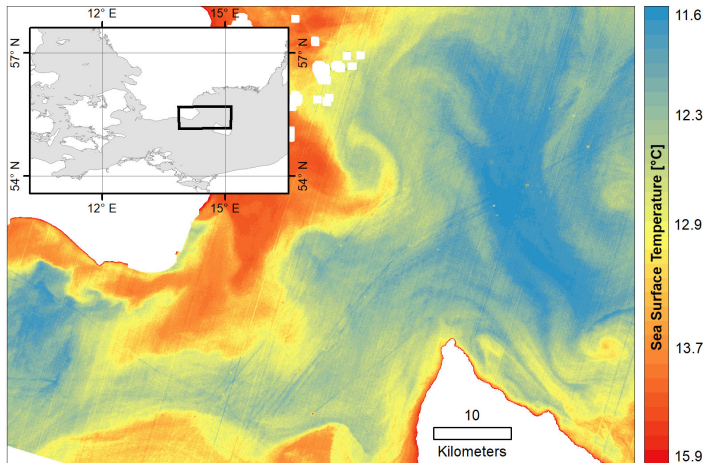 12° E
15° E
57° N
57° N
54° N
54° N
12° E
15° E
10
Kilometers
Sea Surface Temperature [°C]
11.6
12.3
12.9
13.7
15.9